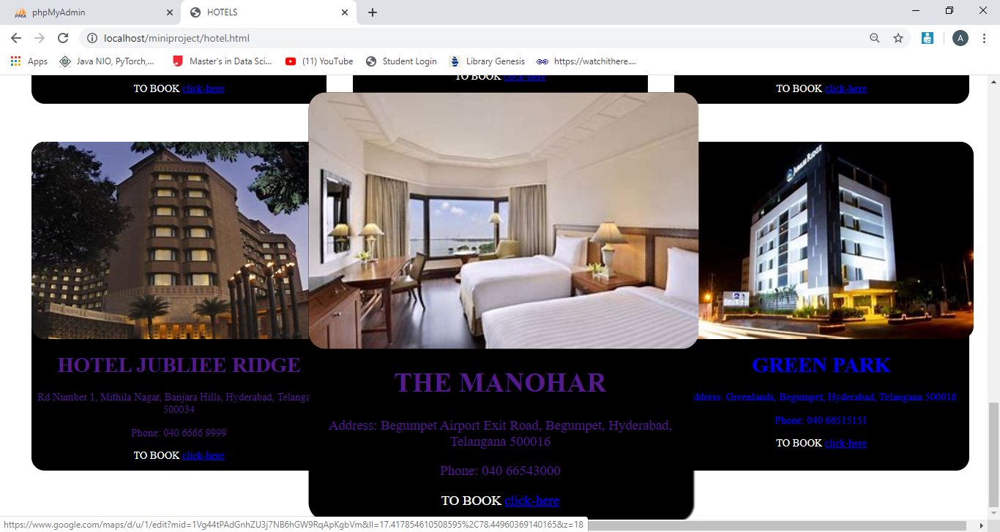 phpMyAdmin
HOTELS
localhost/miniproject/hotel.html
A
Apps
Java NIO, PyTorch,...
Master's in Data Sci...
(11) YouTube
Student Login
Library Genesis
https://watchithere....
TO BOOK click-here
TO BOOK click-here
TO BOOK click-here
JUBILEE RIDGE
HOTEL JUBLIEE RIDGE
Rd Number 1, Mithila Nagar, Banjara Hills, Hyderabad, Telanga
500034
Phone: 040 6666 9999
TO BOOK click-here
THE MANOHAR
Address: Begumpet Airport Exit Road, Begumpet, Hyderabad,
Telangana 500016
Phone: 040 66543000
TO BOOK click-here
GREEN PARK
ddress: Greenlands, Begumpet, Hyderabad, Telangana 500016
Phone: 040 66515151
TO BOOK click-here
https://www.google.com/maps/d/u/1/edit?mid=1Vg44tPAdGnhZU3j7NB6hGW9RqApKgbVm&ll=17.417854610508595%2C78.44960369140165&z=18